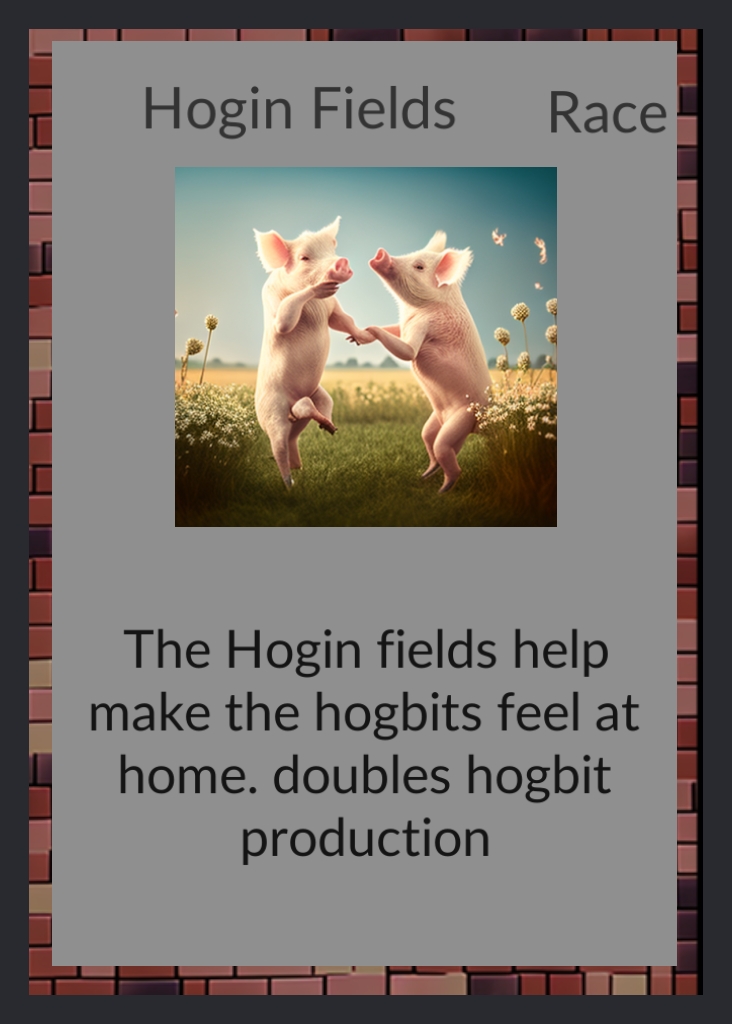 Hogin Fields Race
The Hogin fields help
make the hogbits feel at
home. doubles hogbit
production